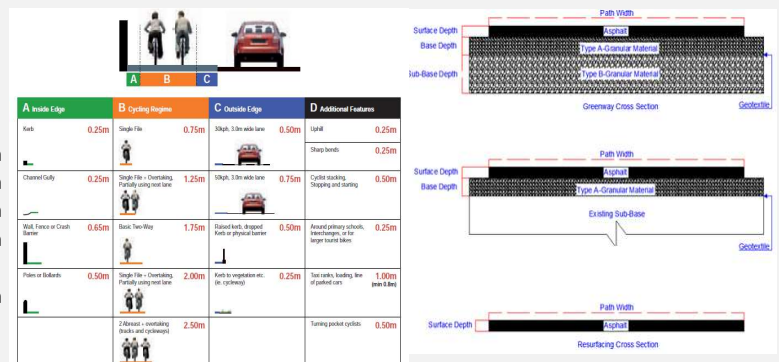 A B C
A Inside Edge
B Cycling Regime
C Outside Edge
D Additional Features
Kerb 0.25m
Single File 0.75m
30kph, 3.0m wide lane 0.50m
Uphill 0.25m
Sharp bends 0.25m
Channel Gully 0.25m
Single File + Overtaking, Partially using next lane 1.25m
50kph, 3.0m wide lane 0.75m
Cyclist stacking, Stopping and starting 0.50m
Wall, Fence or Crash Barrier 0.65m
Basic Two-Way 1.75m
Raised kerb, dropped Kerb or physical barrier 0.50m
Around primary schools, Interchanges, or for larger tourist bikes 0.25m
Poles or Bollards 0.50m
Single File + Overtaking, Partially using next lane 2.00m
Kerb to vegetation etc. (ie. cycleway) 0.25m
Taxi ranks, loading, line of parked cars 1.00m (min 0.8m)
2 Abreast + overtaking (tracks and cycleways) 2.50m
Turning pocket cyclists 0.50m
Path Width
Surface Depth
Asphalt
Base Depth
Type A-Granular Material
Sub-Base Depth
Type B-Granular Material
Greenway Cross Section
Geotextile
Path Width
Surface Depth
Asphalt
Base Depth
Type A-Granular Material
Existing Sub-Base
Geotextile
Path Width
Surface Depth
Asphalt
Resurfacing Cross Section